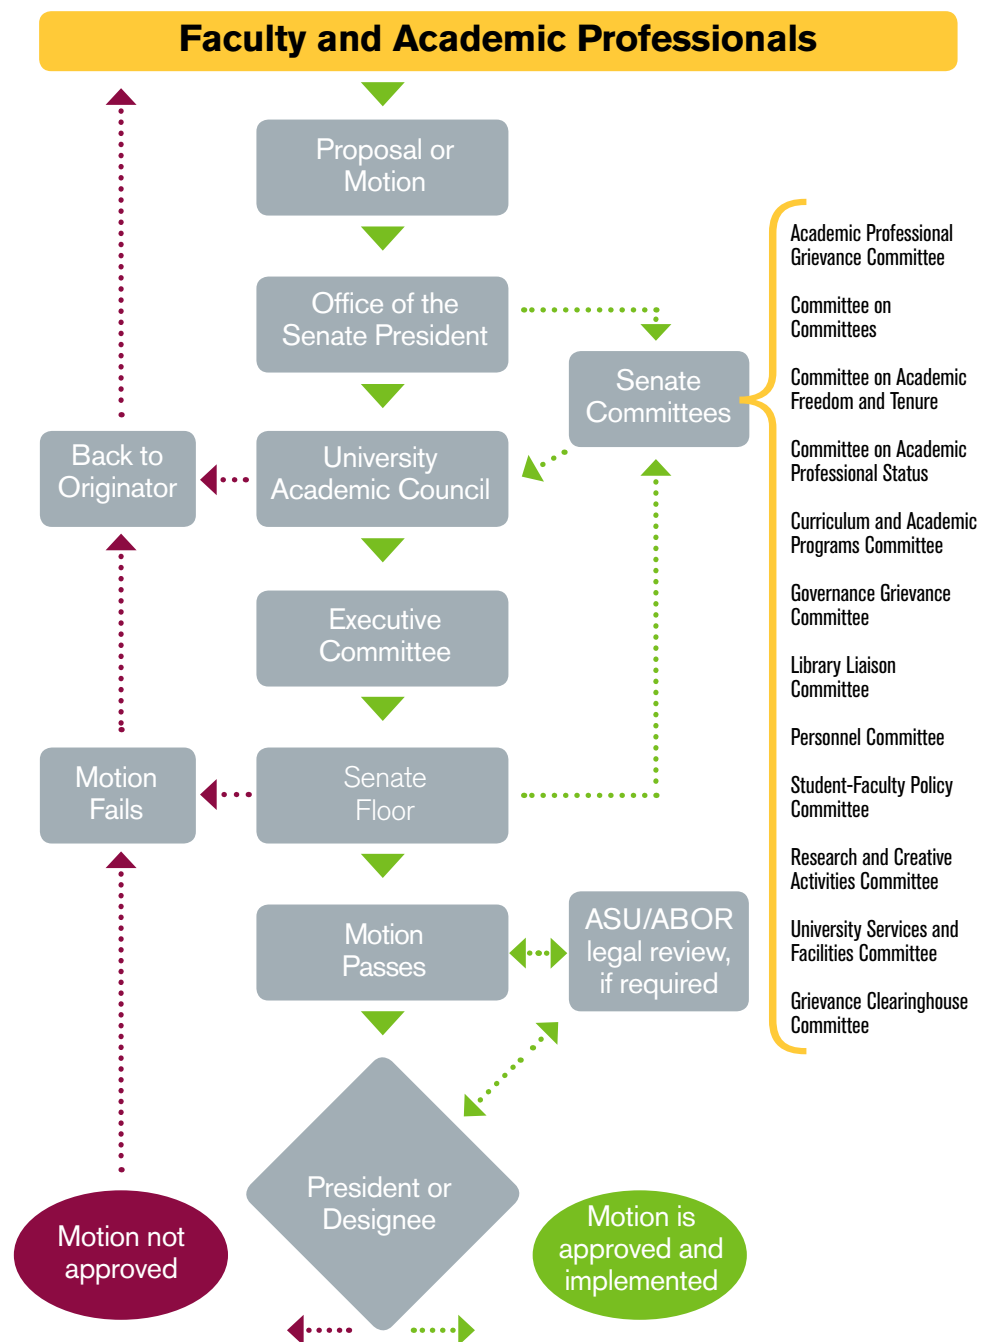 Faculty and Academic Professionals
Proposal or
Motion
Office of the
Senate President
Senate
Committees
Back to
Originator
University
Academic Council
Executive
Committee
Motion
Fails
Senate
Floor
Motion
Passes
ASU/ABOR
legal review,
if required
President or
Designee
Motion not
approved
Motion is
approved and
implemented
Academic Professional
Grievance Committee
Committee on
Committees
Committee on Academic
Freedom and Tenure
Committee on Academic
Professional Status
Curriculum and Academic
Programs Committee
Governance Grievance
Committee
Library Liaison
Committee
Personnel Committee
Student-Faculty Policy
Committee
Research and Creative
Activities Committee
University Services and
Facilities Committee
Grievance Clearinghouse
Committee